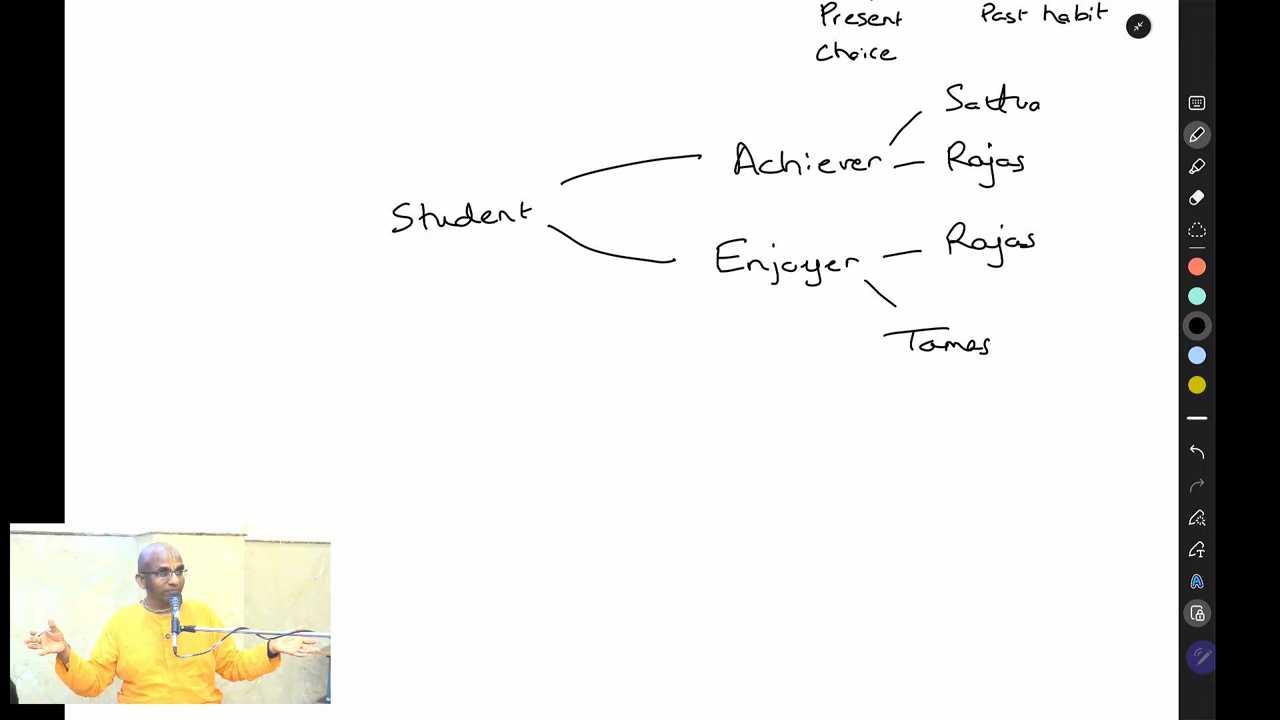 Present Past habit
choice
Sattva
Achiever Rajas
Student
Enjoyer Rajas
Tamas